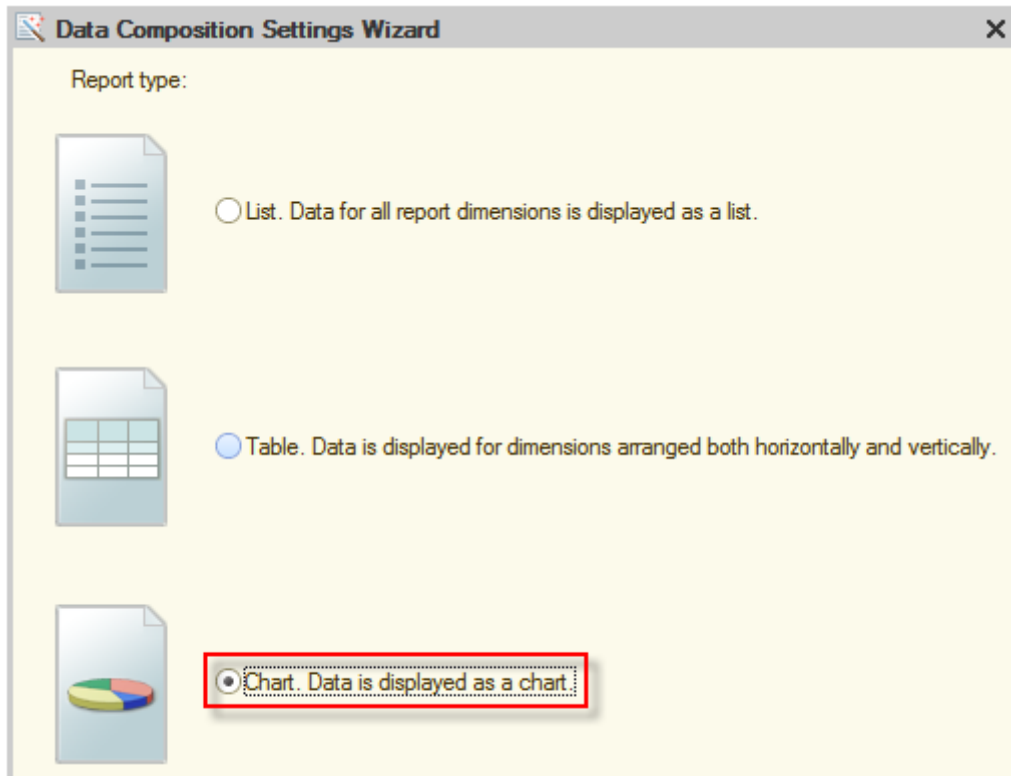 Data Composition Settings Wizard
Report type:
List. Data for all report dimensions is displayed as a list.
Table. Data is displayed for dimensions arranged both horizontally and vertically.
Chart. Data is displayed as a chart.